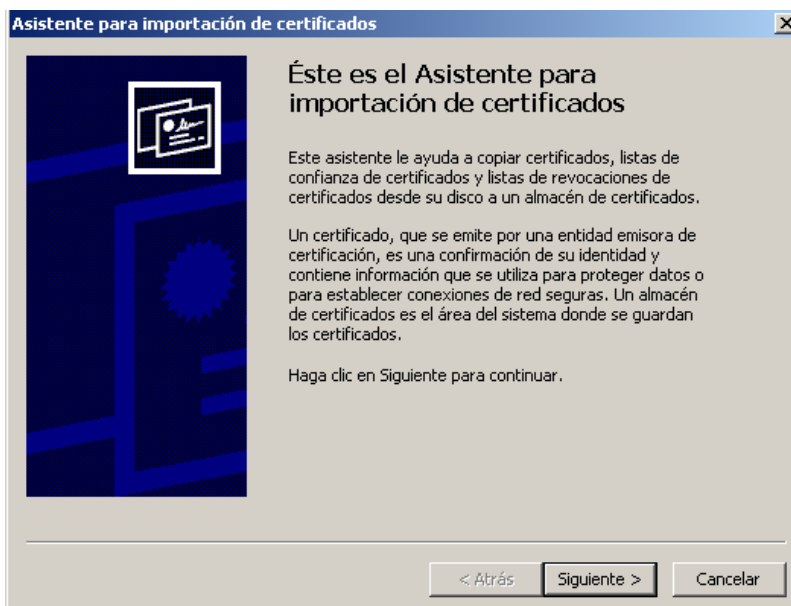 Asistente para importación de certificados
Éste es el Asistente para
importación de certificados
Este asistente le ayuda a copiar certificados, listas de
confianza de certificados y listas de revocaciones de
certificados desde su disco a un almacén de certificados.
Un certificado, que se emite por una entidad emisora de
certificación, es una confirmación de su identidad y
contiene información que se utiliza para proteger datos o
para establecer conexiones de red seguras. Un almacén
de certificados es el área del sistema donde se guardan
los certificados.
Haga clic en Siguiente para continuar.
< Atrás Siguiente > Cancelar